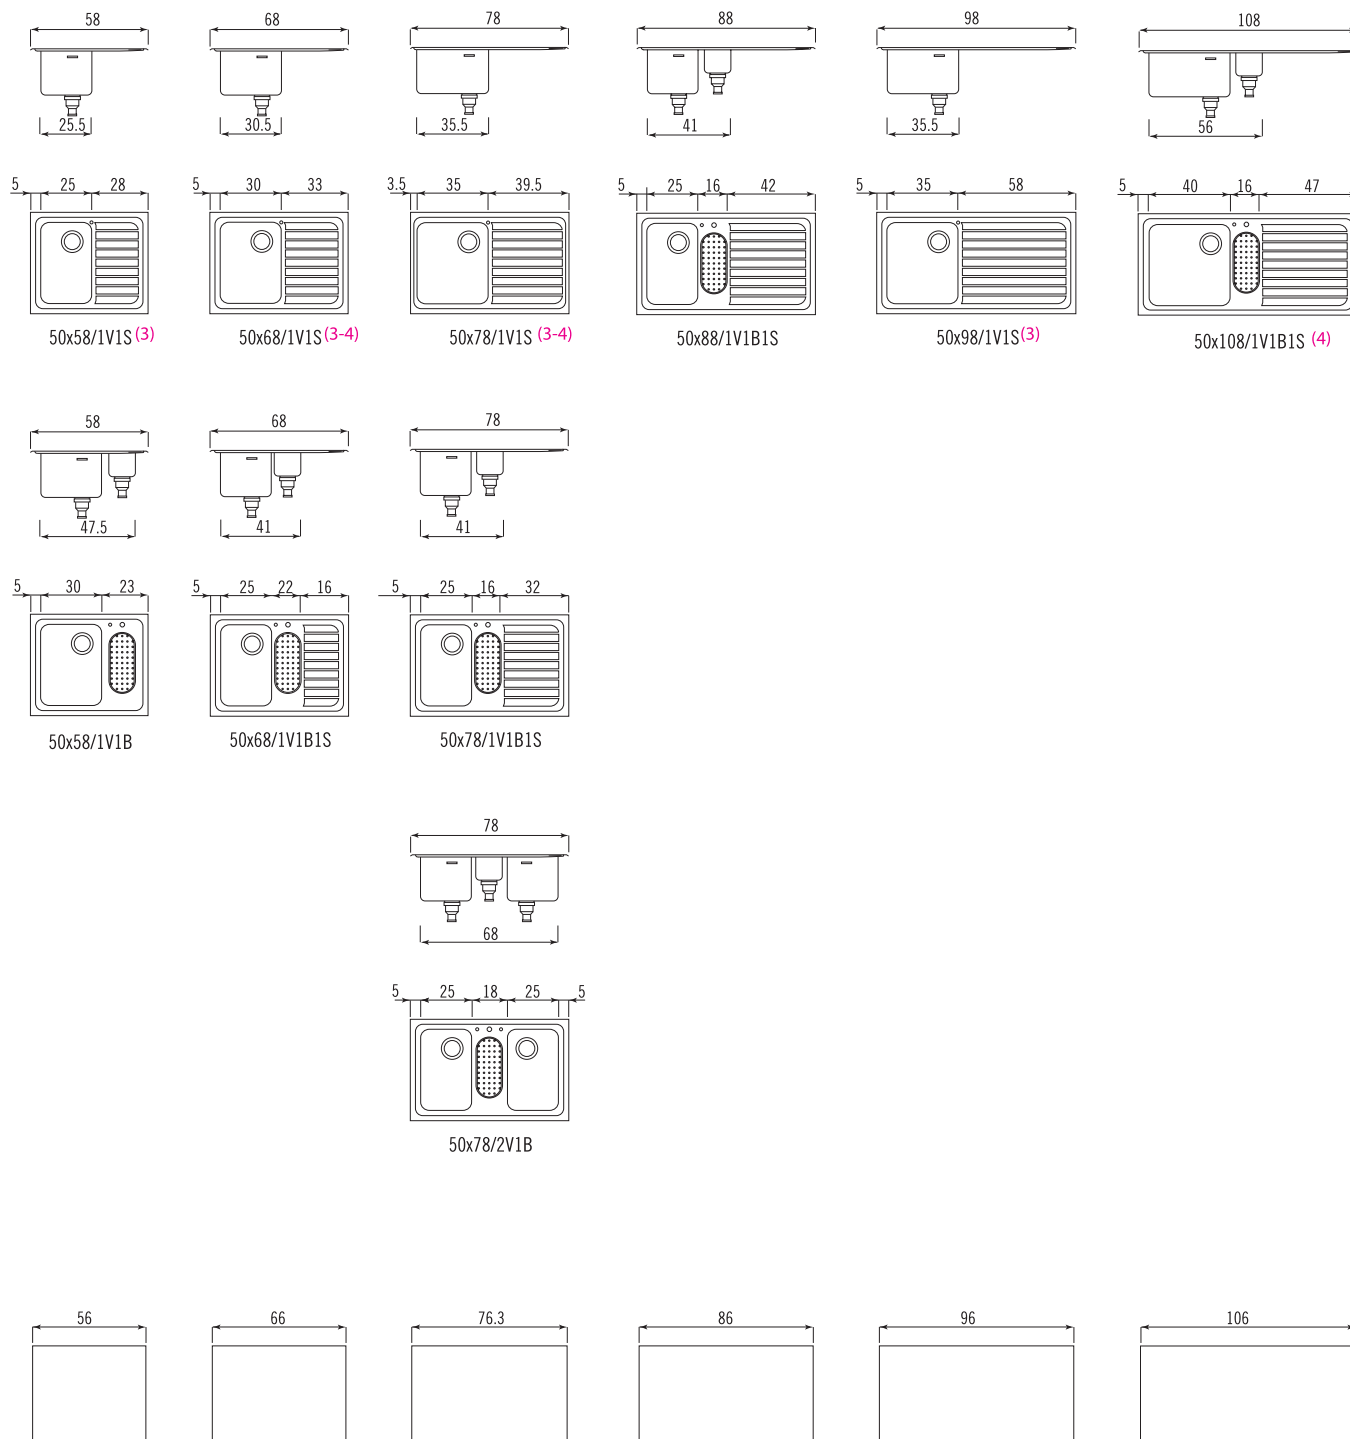 58 68 78 88 98 108
25.5 30.5 35.5 41 35.5 56
5 25 28 5 30 33 3.5 35 39.5 5 25 16 42 5 35 58 5 40 16 47
50x58/1V1S (3) 50x68/1V1S (3-4) 50x78/1V1S (3-4) 50x88/1V1B1S 50x98/1V1S (3) 50x108/1V1B1S (4)
58 68 78
47.5 41 41
5 30 23 5 25 22 16 5 25 16 32
50x58/1V1B 50x68/1V1B1S 50x78/1V1B1S
78
68
5 25 18 25 5
50x78/2V1B
56 66 76.3 86 96 106